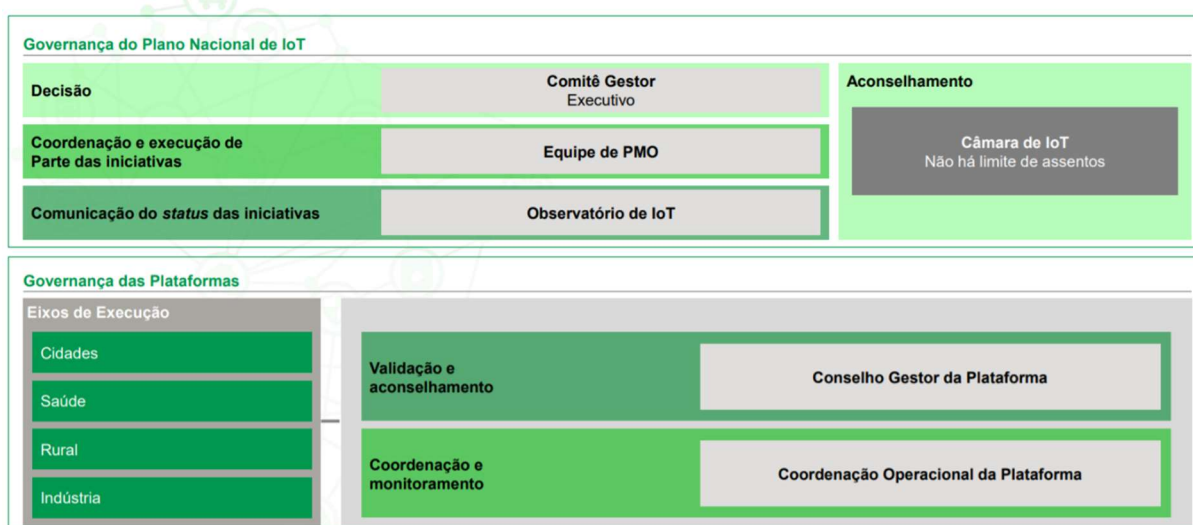 Governança do Plano Nacional de IoT
Decisão
Comitê Gestor
Executivo
Aconselhamento
Câmara de IoT
Não há limite de assentos
Coordenação e execução de
Parte das iniciativas
Equipe de PMO
Comunicação do status das iniciativas
Observatório de IoT
Governança das Plataformas
Eixos de Execução
Cidades
Saúde
Rural
Indústria
Validação e
aconselhamento
Conselho Gestor da Plataforma
Coordenação e
monitoramento
Coordenação Operacional da Plataforma